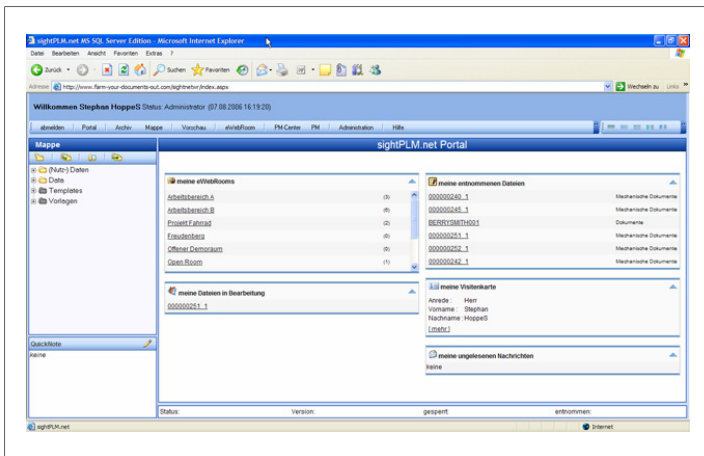 sightPLM.net MS SQL Server Edition - Microsoft Internet Explorer
Datei Bearbeiten Ansicht Favoriten Extras ?
Zurück Suchen Favoriten
Adresse http://www.farm-your-documents-out.com/sightnetwr/index.aspx Wechseln zu Links »
Willkommen Stephan HoppeS Status: Administrator (07.08.2006 16:19:20)
abmelden Portal Archiv Mappe Vorschau eWebRoom PM-Center PM Administration Hilfe
Mappe
sightPLM.net Portal
(Nutz-) Daten
Data
Templates
Vorlagen
meine eWebRooms
Arbeitsbereich A (3)
Arbeitsbereich B (6)
Projekt Fahrrad (2)
Freudenberg (0)
Offener Demoraum (0)
Open Room (1)
meine Dateien in Bearbeitung
000000251_1
meine entnommenen Dateien
000000240_1 Mechanische Dokumente
000000245_1 Mechanische Dokumente
BERRYSMITH001 Dokumente
000000251_1 Mechanische Dokumente
000000252_1 Mechanische Dokumente
000000242_1 Mechanische Dokumente
meine Visitenkarte
Anrede : Herr
Vorname : Stephan
Nachname : HoppeS
[mehr]
meine ungelesenen Nachrichten
keine
QuickNote
keine
Status: Version: gesperrt: entnommen:
sightPLM.net Internet